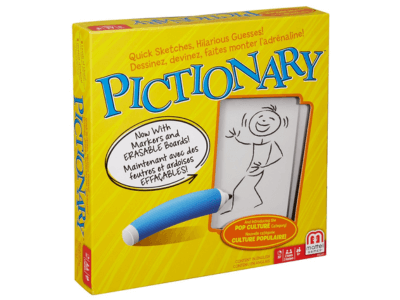 Quick Sketches, Hilarious Guesses!
Dessinez, devinez, faites monter l'adrénaline!
PICTIONARY
Now With
Markers and
ERASABLE Boards!
Maintenant avec des
feutres et ardoises
EFFAÇABLES!
POP CULTURE
CULTURE POPULAIRE!
mattel
PICTIONARY